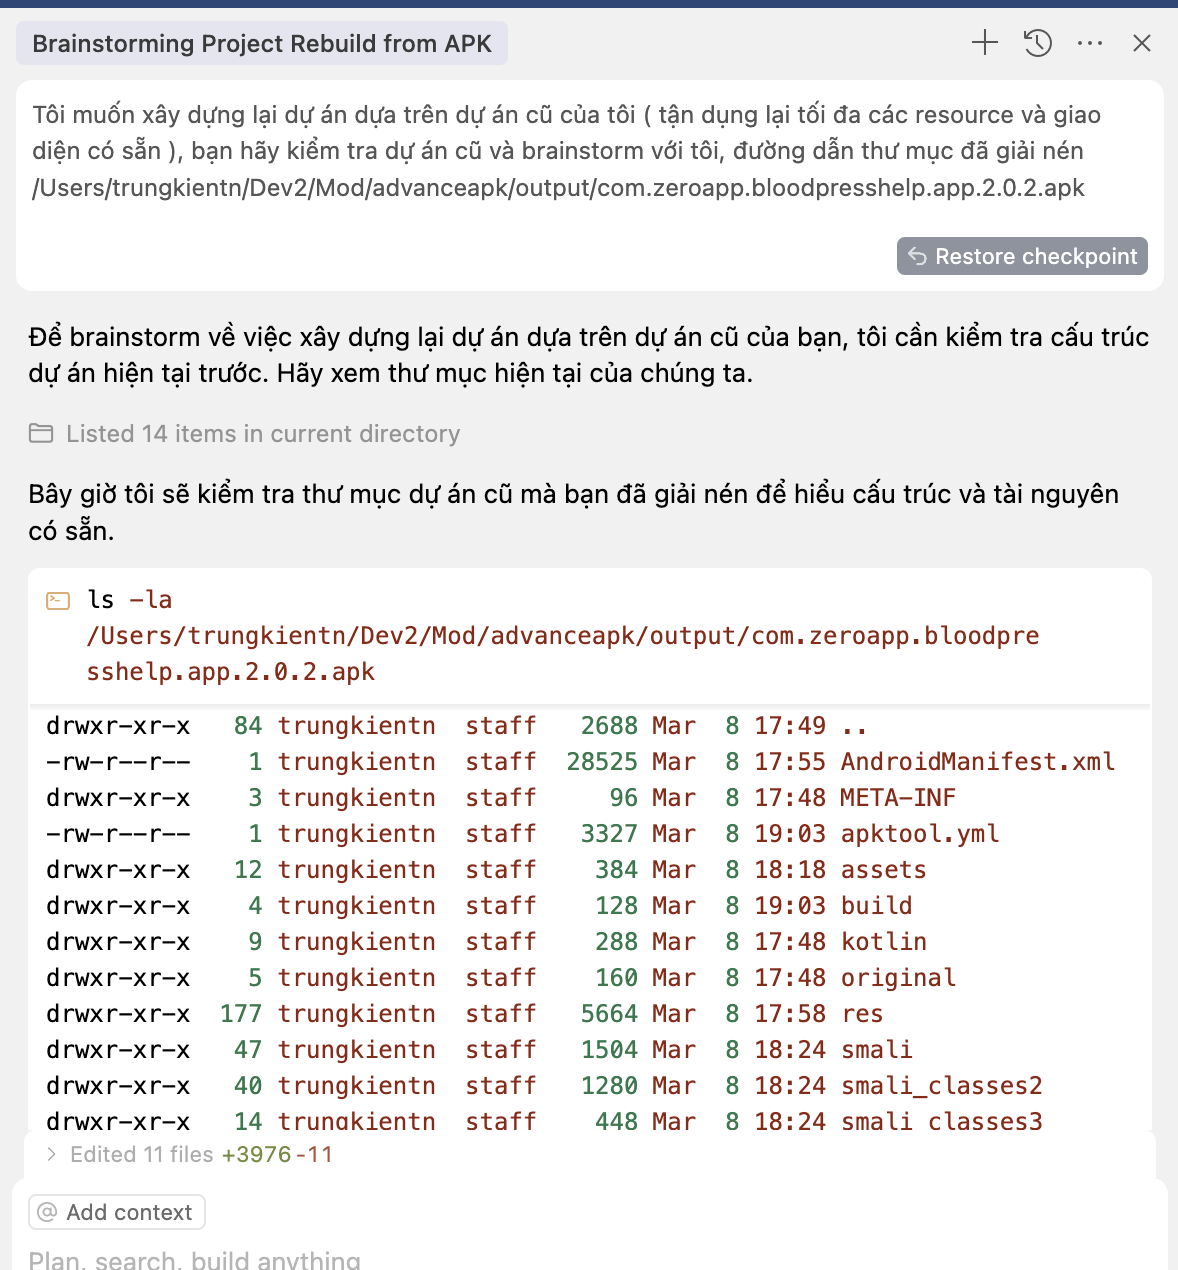 Brainstorming Project Rebuild from APK
Tôi muốn xây dựng lại dự án dựa trên dự án cũ của tôi ( tận dụng lại tối đa các resource và giao
diện có sẵn ), bạn hãy kiểm tra dự án cũ và brainstorm với tôi, đường dẫn thư mục đã giải nén
/Users/trungkientn/Dev2/Mod/advanceapk/output/com.zeroapp.bloodpresshelp.app.2.0.2.apk
Restore checkpoint
Để brainstorm về việc xây dựng lại dự án dựa trên dự án cũ của bạn, tôi cần kiểm tra cấu trúc
dự án hiện tại trước. Hãy xem thư mục hiện tại của chúng ta.
Listed 14 items in current directory
Bây giờ tôi sẽ kiểm tra thư mục dự án cũ mà bạn đã giải nén để hiểu cấu trúc và tài nguyên
có sẵn.
ls -la
/Users/trungkientn/Dev2/Mod/advanceapk/output/com.zeroapp.bloodpre
sshelp.app.2.0.2.apk
drwxr-xr-x 84 trungkientn staff 2688 Mar 8 17:49 ..
-rw-r--r-- 1 trungkientn staff 28525 Mar 8 17:55 AndroidManifest.xml
drwxr-xr-x 3 trungkientn staff 96 Mar 8 17:48 META-INF
-rw-r--r-- 1 trungkientn staff 3327 Mar 8 19:03 apktool.yml
drwxr-xr-x 12 trungkientn staff 384 Mar 8 18:18 assets
drwxr-xr-x 4 trungkientn staff 128 Mar 8 19:03 build
drwxr-xr-x 9 trungkientn staff 288 Mar 8 17:48 kotlin
drwxr-xr-x 5 trungkientn staff 160 Mar 8 17:48 original
drwxr-xr-x 177 trungkientn staff 5664 Mar 8 17:58 res
drwxr-xr-x 47 trungkientn staff 1504 Mar 8 18:24 smali
drwxr-xr-x 40 trungkientn staff 1280 Mar 8 18:24 smali_classes2
drwxr-xr-x 14 trungkientn staff 448 Mar 8 18:24 smali_classes3
Edited 11 files +3976 -11
@ Add context
Plan, search, build anything